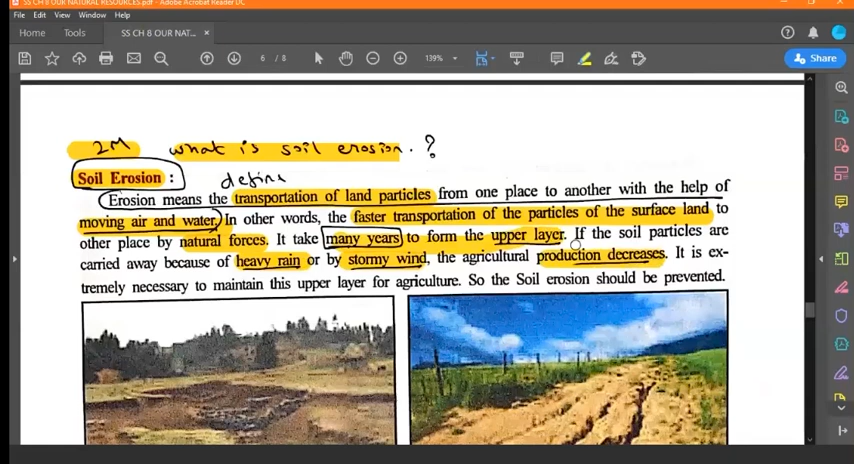 SS CH 8 OUR NATURAL RESOURCES.pdf - Adobe Acrobat Reader DC
File Edit View Window Help
Home Tools SS CH 8 OUR NAT... ×
6 / 8 139% Share
2M what is soil erosion. ?
Soil Erosion : define
Erosion means the transportation of land particles from one place to another with the help of
moving air and water. In other words, the faster transportation of the particles of the surface land to
other place by natural forces. It take many years to form the upper layer. If the soil particles are
carried away because of heavy rain or by stormy wind, the agricultural production decreases. It is ex-
tremely necessary to maintain this upper layer for agriculture. So the Soil erosion should be prevented.